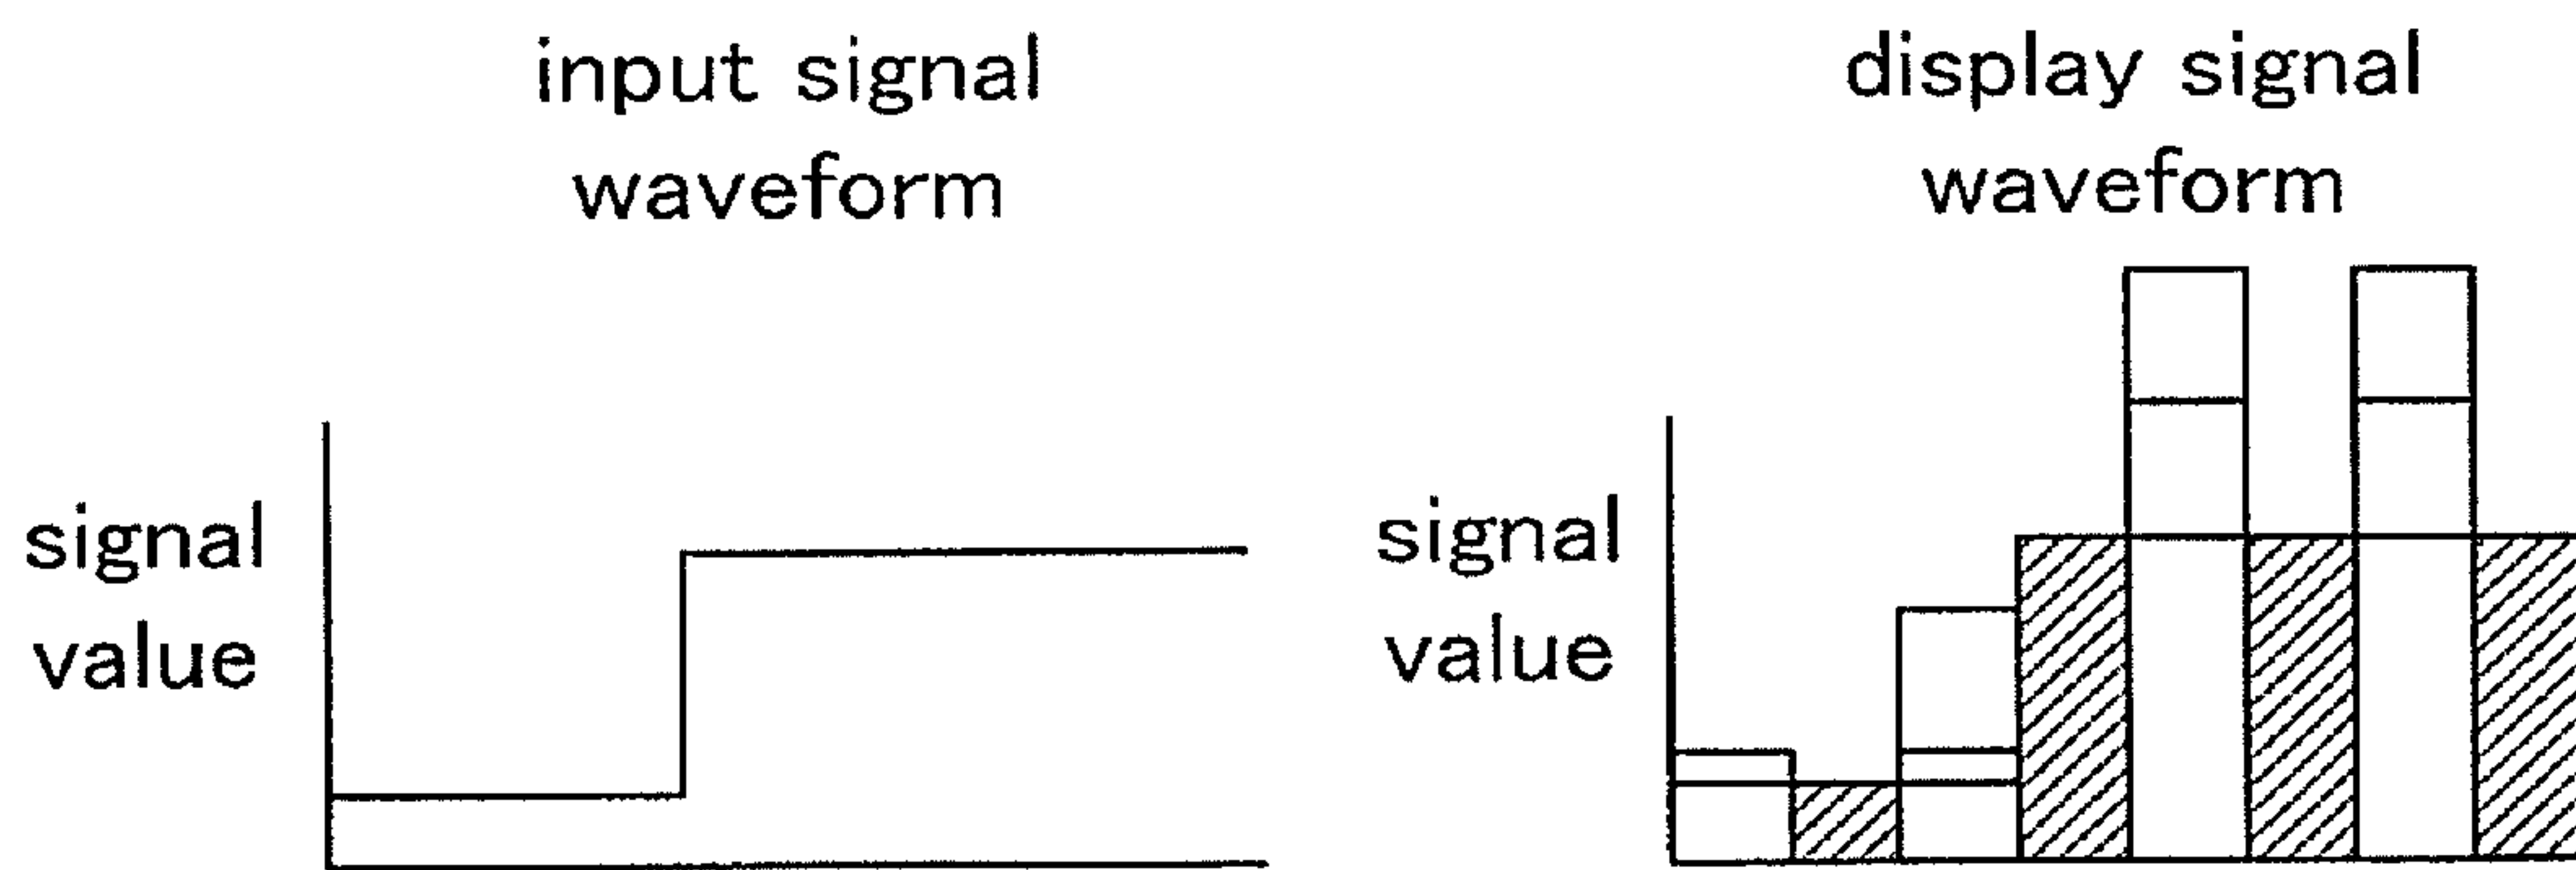 input signal
waveform
signal
value
display signal
waveform
signal
value